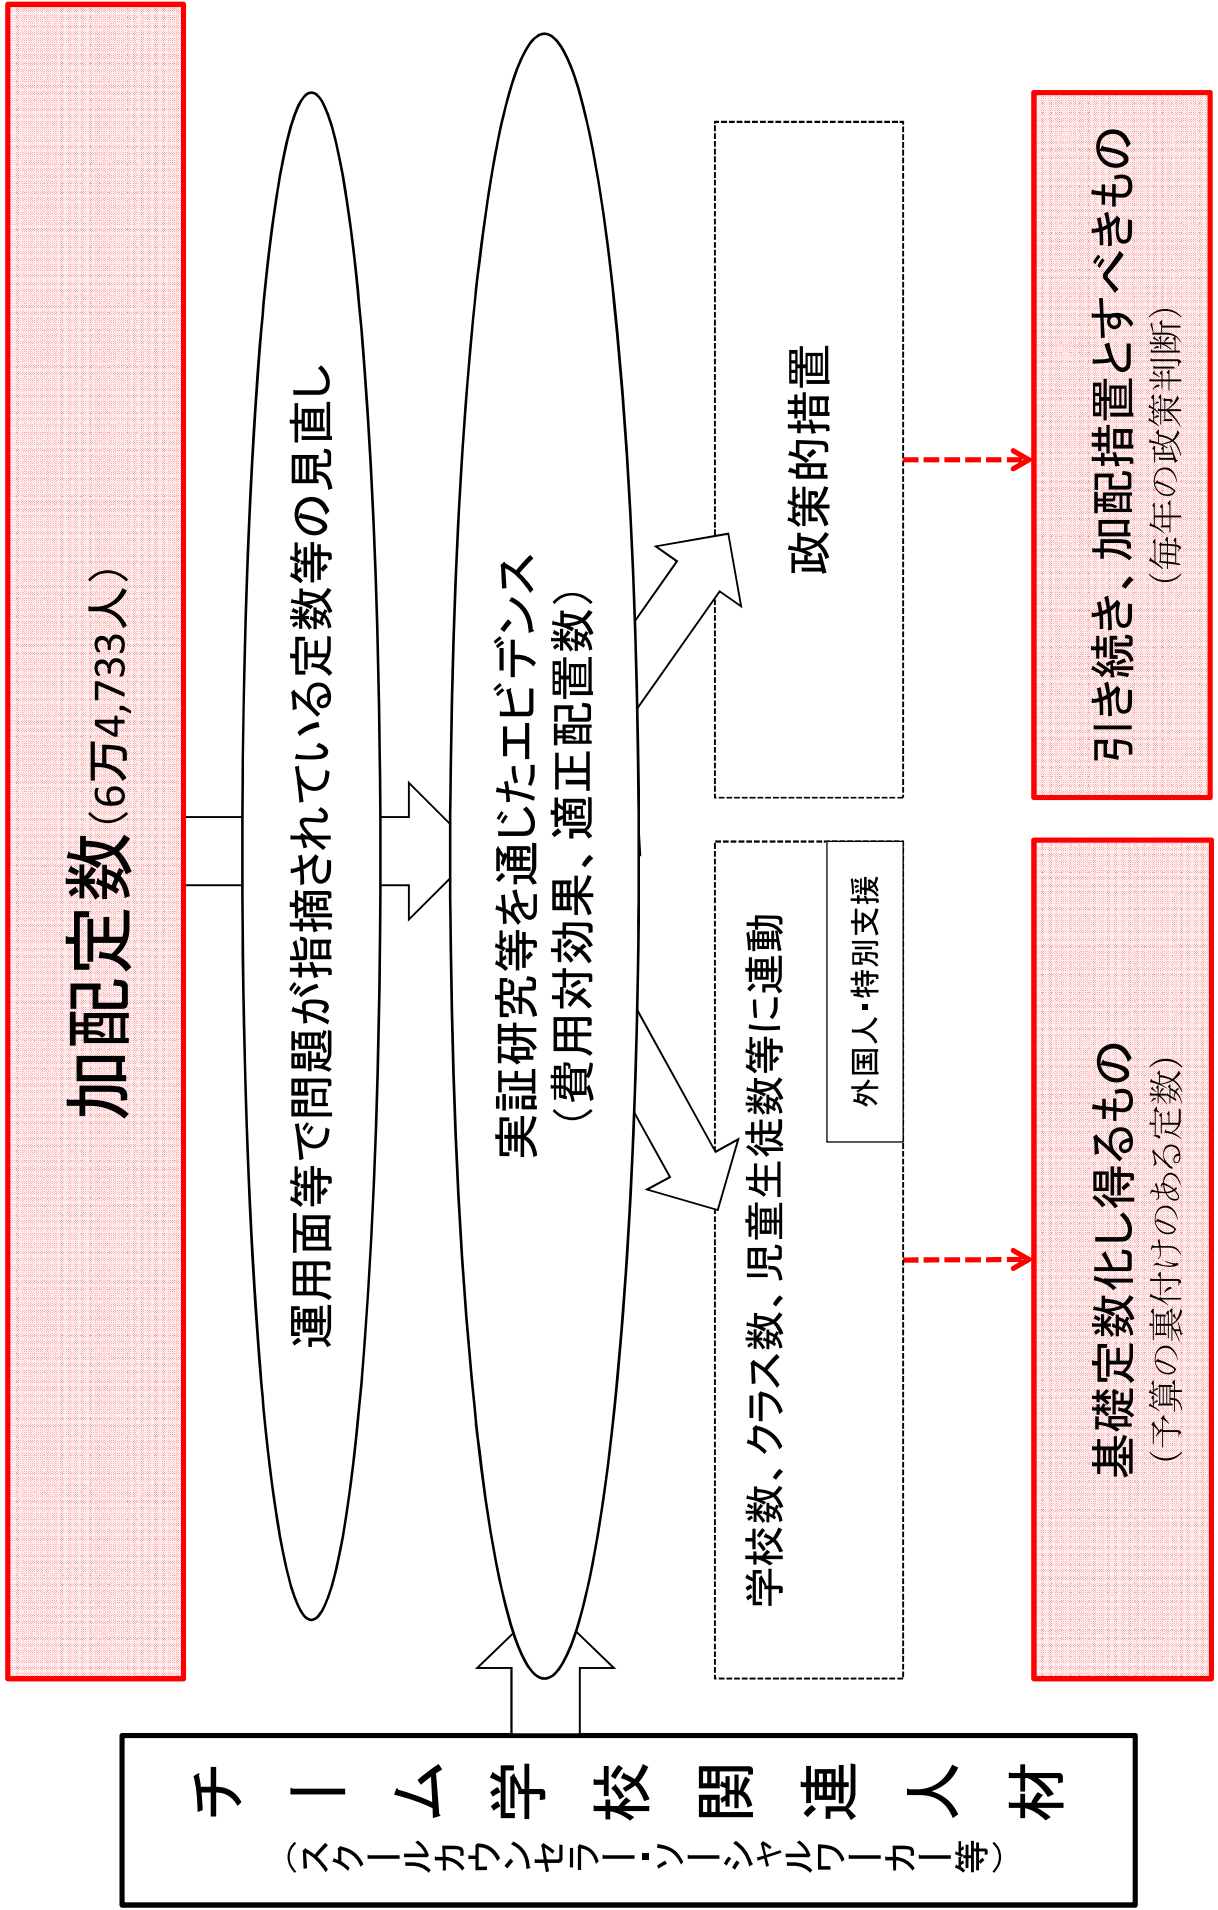 加配定数(6万4,733人)
運用面等で問題が指摘されている定数等の見直し
実証研究等を通じたエビデンス
(費用対効果、適正配置数)
チーム学校関連人材
(スクールカウンセラー・ソーシャルワーカー等)
学校数、クラス数、児童生徒数等に連動
外国人・特別支援
政策的措置
基礎定数化し得るもの
(予算の裏付けのある定数)
引き続き、加配措置とすべきもの
(毎年の政策判断)